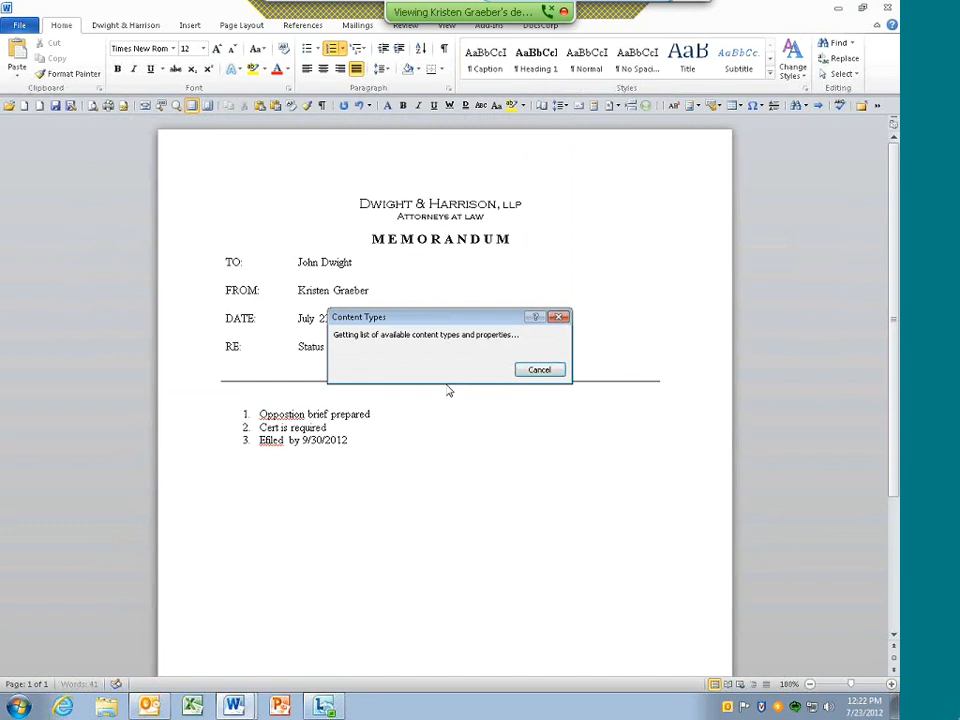 Viewing Kristen Graeber's de...
File Home Dwight & Harrison Insert Page Layout References Mailings DocsCorp
Cut
Copy
Format Painter
Paste
Clipboard
Times New Rom 12
Font
Paragraph
AaBbCcI AaBbCcI AaBbCcI AaBbCcI AaB AaBbCc.
¶ Caption ¶ Heading 1 ¶ Normal ¶ No Spaci... Title Subtitle
Change Styles
Styles
Find
Replace
Select
Editing
DWIGHT & HARRISON, LLP
ATTORNEYS AT LAW
MEMORANDUM
TO: John Dwight
FROM: Kristen Graeber
DATE: July 2
RE: Status
Content Types
Getting list of available content types and properties...
Cancel
1. Oppostion brief prepared
2. Cert is required
3. Efiled by 9/30/2012
Page: 1 of 1 Words: 41
100%
12:22 PM
7/23/2012